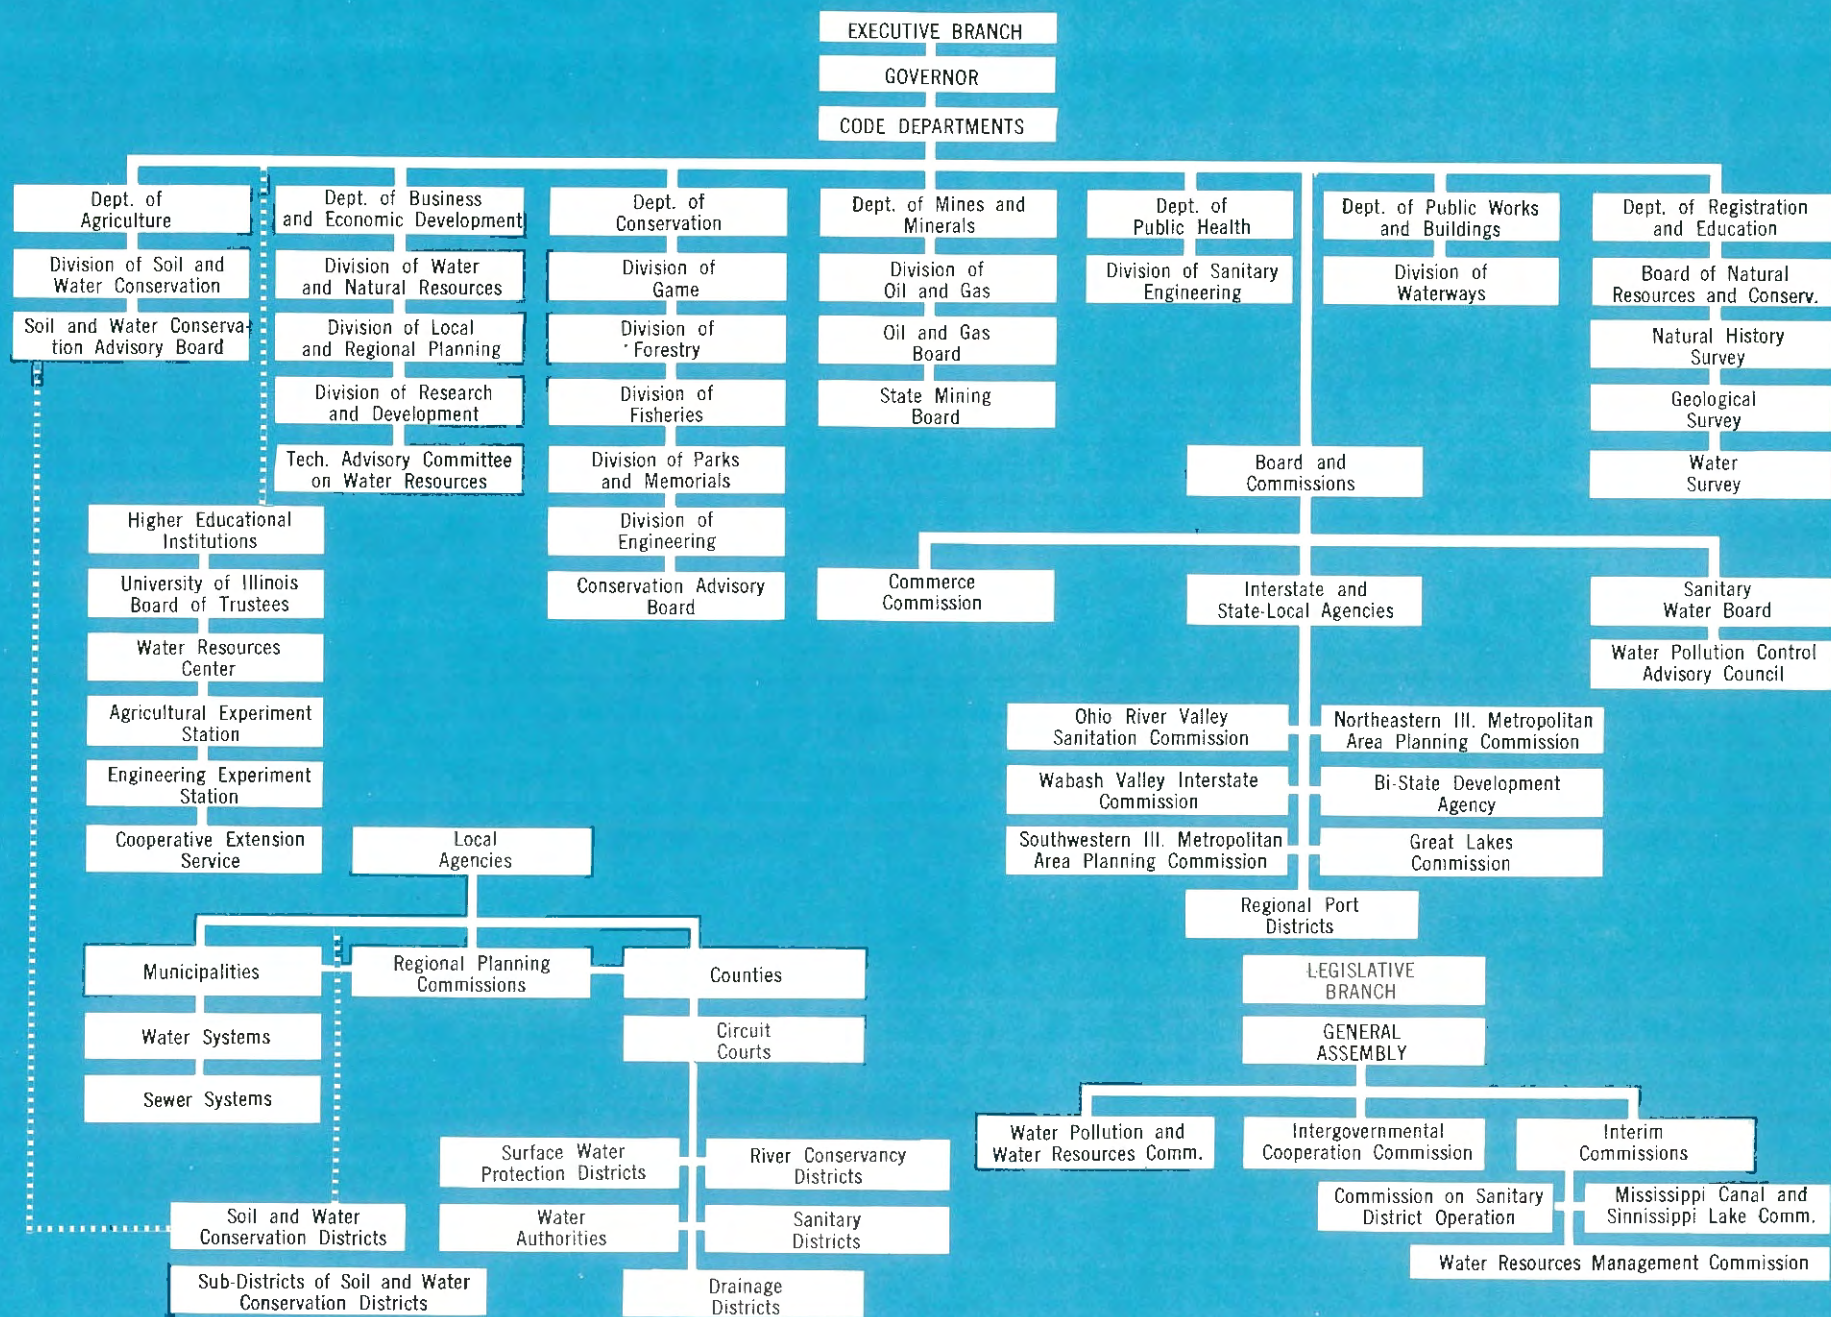 EXECUTIVE BRANCH
GOVERNOR
CODE DEPARTMENTS
Dept. of
Agriculture
Division of Soil and
Water Conservation
Soil and Water Conserva-
tion Advisory Board
Dept. of Business
and Economic Development
Division of Water
and Natural Resources
Division of Local
and Regional Planning
Division of Research
and Development
Tech. Advisory Committee
on Water Resources
Dept. of
Conservation
Division of
Game
Division of
Forestry
Division of
Fisheries
Division of Parks
and Memorials
Division of
Engineering
Conservation Advisory
Board
Dept. of Mines and
Minerals
Division of
Oil and Gas
Oil and Gas
Board
State Mining
Board
Dept. of
Public Health
Division of Sanitary
Engineering
Dept. of Public Works
and Buildings
Division of
Waterways
Dept. of Registration
and Education
Board of Natural
Resources and Conserv.
Natural History
Survey
Geological
Survey
Water
Survey
Higher Educational
Institutions
University of Illinois
Board of Trustees
Water Resources
Center
Agricultural Experiment
Station
Engineering Experiment
Station
Cooperative Extension
Service
Board and
Commissions
Commerce
Commission
Interstate and
State-Local Agencies
Sanitary
Water Board
Water Pollution Control
Advisory Council
Ohio River Valley
Sanitation Commission
Northeastern Ill. Metropolitan
Area Planning Commission
Wabash Valley Interstate
Commission
Bi-State Development
Agency
Southwestern Ill. Metropolitan
Area Planning Commission
Great Lakes
Commission
Regional Port
Districts
Local
Agencies
Municipalities
Regional Planning
Commissions
Counties
Water Systems
Sewer Systems
Circuit
Courts
Surface Water
Protection Districts
River Conservancy
Districts
Water
Authorities
Sanitary
Districts
Drainage
Districts
Soil and Water
Conservation Districts
Sub-Districts of Soil and Water
Conservation Districts
LEGISLATIVE
BRANCH
GENERAL
ASSEMBLY
Water Pollution and
Water Resources Comm.
Intergovernmental
Cooperation Commission
Interim
Commissions
Commission on Sanitary
District Operation
Mississippi Canal and
Sinnissippi Lake Comm.
Water Resources Management Commission